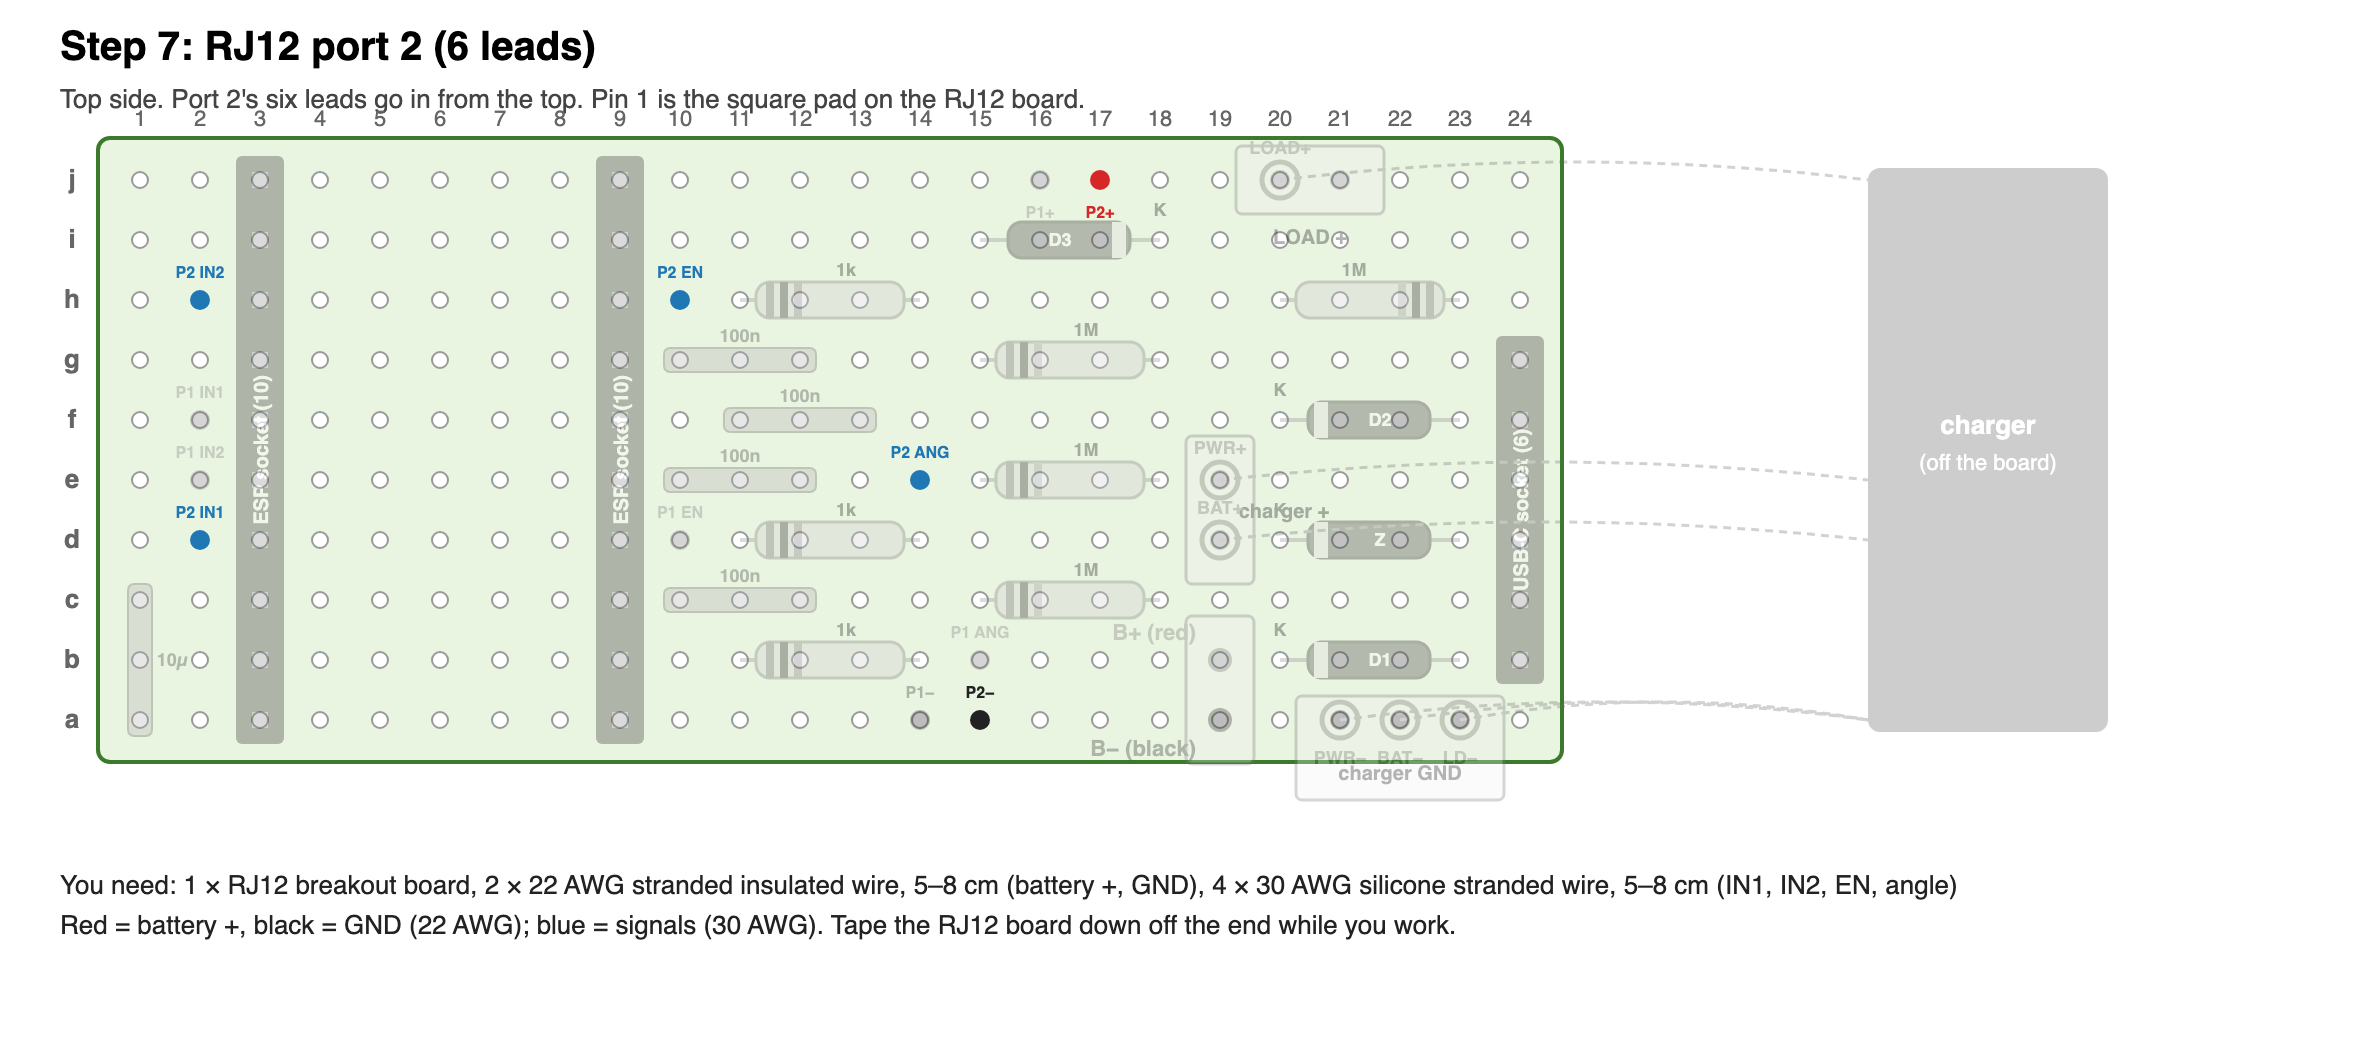 Step 7: RJ12 port 2 (6 leads)
Top side. Port 2's six leads go in from the top. Pin 1 is the square pad on the RJ12 board.
1 2 3 4 5 6 7 8 9 10 11 12 13 14 15 16 17 18 19 20 21 22 23 24
LOAD+
j
P1+ P2+ K
i D3 LOAD +
P2 IN2 P2 EN 1k 1M
h
100n 1M
g
P1 IN1 100n K
f D2
P1 IN2 100n P2 ANG 1M PWR+
e
P2 IN1 P1 EN 1k BAT+ charger + K
d Z
100n 1M
c
1k P1 ANG B+ (red) K
b 10µ D1
P1– P2–
a
B– (black) PWR– BAT– LD–
charger GND
ESP socket (10)
ESP socket (10)
USB-C socket (6)
charger
(off the board)
You need: 1 × RJ12 breakout board, 2 × 22 AWG stranded insulated wire, 5–8 cm (battery +, GND), 4 × 30 AWG silicone stranded wire, 5–8 cm (IN1, IN2, EN, angle)
Red = battery +, black = GND (22 AWG); blue = signals (30 AWG). Tape the RJ12 board down off the end while you work.